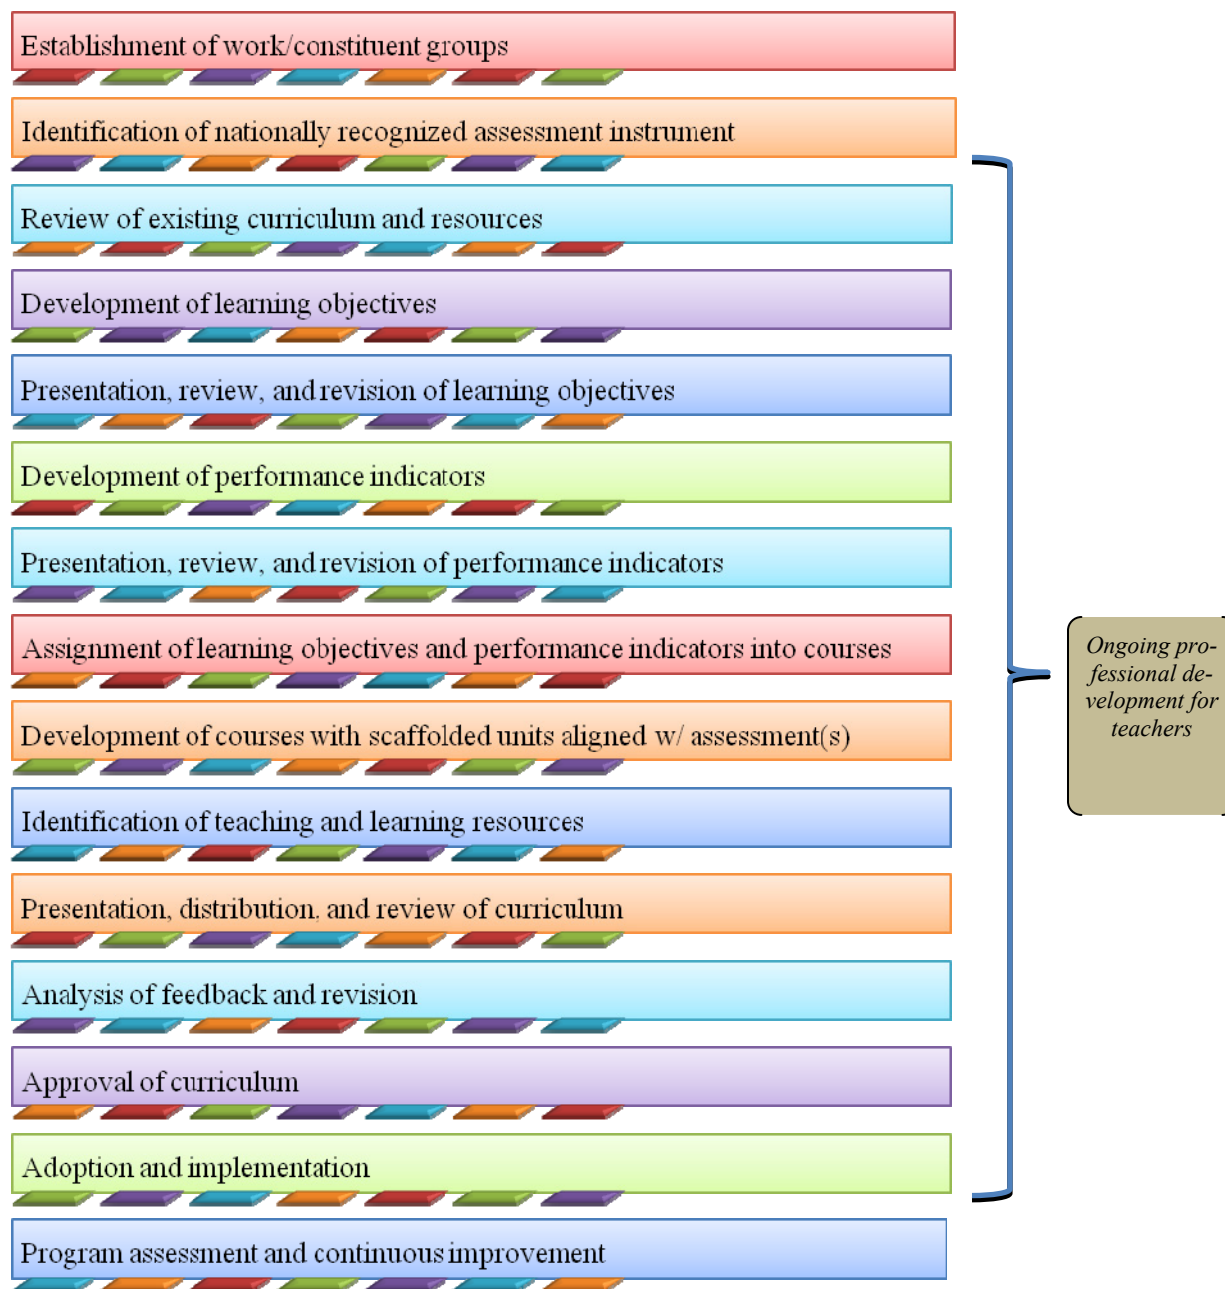 Establishment of work/constituent groups
Identification of nationally recognized assessment instrument
Review of existing curriculum and resources
Development of learning objectives
Presentation, review, and revision of learning objectives
Development of performance indicators
Presentation, review, and revision of performance indicators
Assignment of learning objectives and performance indicators into courses
Development of courses with scaffolded units aligned w/ assessment(s)
Identification of teaching and learning resources
Presentation, distribution, and review of curriculum
Analysis of feedback and revision
Approval of curriculum
Adoption and implementation
Program assessment and continuous improvement
Ongoing pro-
fessional de-
velopment for
teachers